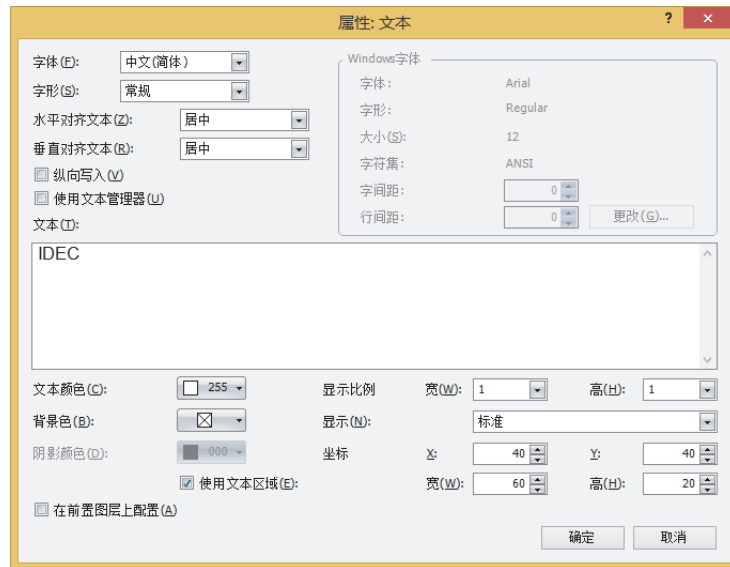 属性: 文本
? ×
字体(F): 中文(简体)
字形(S): 常规
水平对齐文本(Z): 居中
垂直对齐文本(R): 居中
纵向写入(V)
使用文本管理器(U)
文本(T):
Windows字体
字体: Arial
字形: Regular
大小(S): 12
字符集: ANSI
字间距: 0
行间距: 0 更改(G)...
IDEC
文本颜色(C): 255 显示比例 宽(W): 1 高(H): 1
背景色(B): 显示(N): 标准
阴影颜色(D): 000 坐标 X: 40 Y: 40
使用文本区域(E): 宽(W): 60 高(H): 20
在前置图层上配置(A)
确定 取消